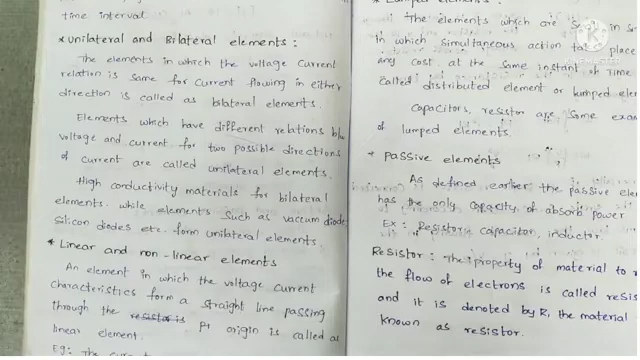 time interval
* Unilateral and Bilateral elements :
The elements in which the voltage current
relation is same for current flowing in either
direction is called as bilateral elements.
Elements which have different relations b/w
voltage and current for two possible directions
of current are called unilateral elements.
High conductivity materials for bilateral
elements. while elements such as vaccum diode,
silicon diodes etc. form unilateral elements.
* Linear and non-linear elements
An element in which the voltage current
characteristics form a straight line passing
through the resistor is Pt origin is called as
linear element.
Eg: The
elements :
The elements which are in
in which simultaneous action place
any cost at the same instant of time
called distributed element or lumped
capacitors, resistor are some
of lumped elements.
* Passive elements
As defined earlier the passive
has the only capacity of absorb power
Ex : Resistor, capacitor, inductor.
Resistor : The property of material to
the flow of electrons is called
and it is denoted by R, the material
known as resistor.